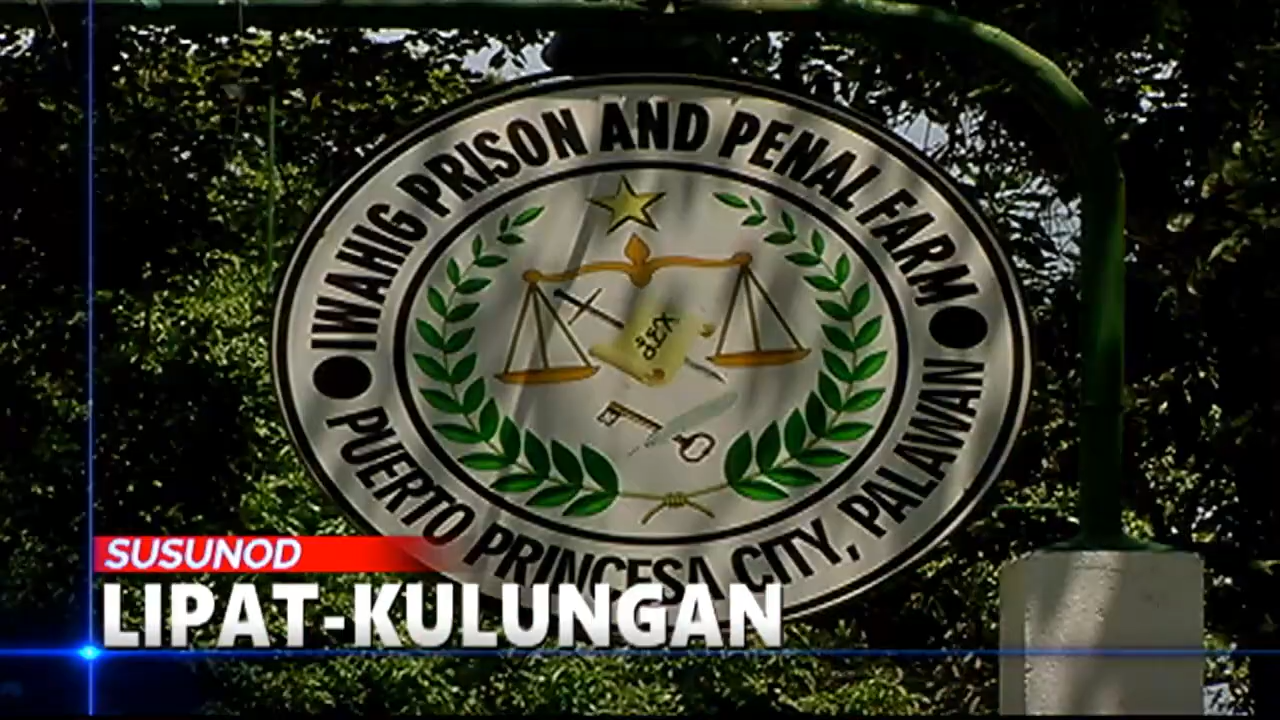 IWAHIG PRISON AND PENAL FARM
PUERTO PRINCESA CITY, PALAWAN
SUSUNOD
LIPAT-KULUNGAN